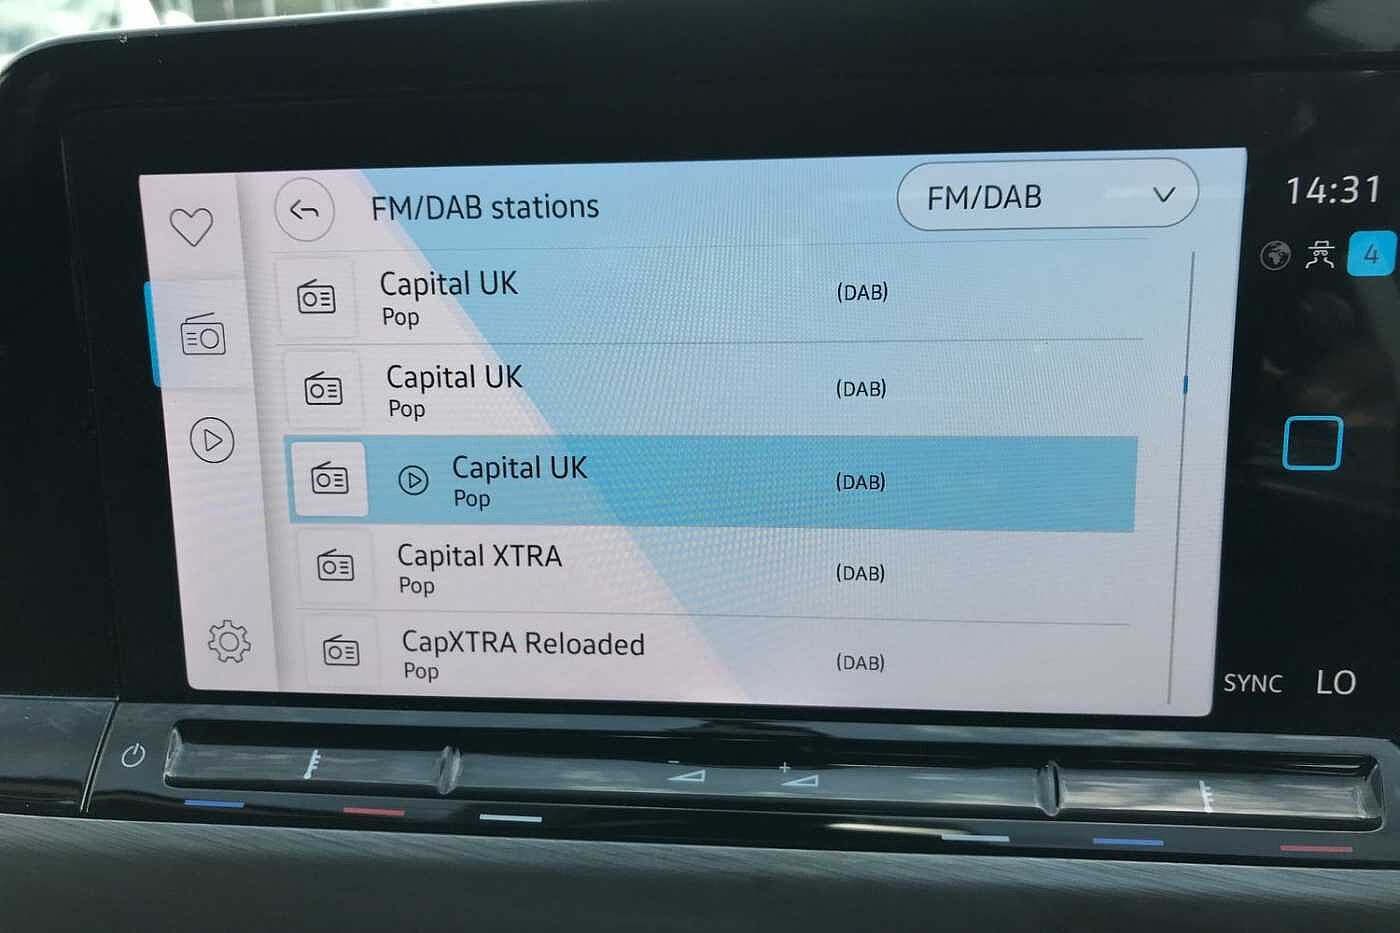 FM/DAB stations
FM/DAB
14:31
4
Capital UK
Pop
(DAB)
Capital UK
Pop
(DAB)
Capital UK
Pop
(DAB)
Capital XTRA
Pop
(DAB)
CapXTRA Reloaded
Pop
(DAB)
SYNC LO
- +